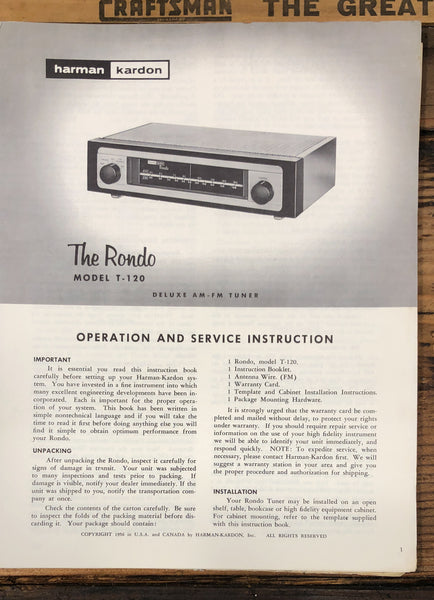 CRAFTSMAN THE GREAT
harman kardon
Rondo
The Rondo
MODEL T-120
DELUXE AM-FM TUNER
OPERATION AND SERVICE INSTRUCTION
IMPORTANT
It is essential you read this instruction book
carefully before setting up your Harman-Kardon sys-
tem. You have invested in a fine instrument into which
many excellent engineering developments have been in-
corporated. Each is important for the proper opera-
tion of your system. This book has been written in
simple nontechnical language and if you will take the
time to read it first before doing anything else you will
find it simple to obtain optimum performance from
your Rondo.
UNPACKING
After unpacking the Rondo, inspect it carefully for
signs of damage in transit. Your unit was subjected
to many inspections and tests prior to packing. If
damage is visible, notify your dealer immediately. If the
unit was shipped to you, notify the transportation comp-
any at once.
Check the contents of the carton carefully. Be sure
to inspect the folds of the packing material before dis-
carding it. Your package should contain:
1 Rondo, model T-120.
1 Instruction Booklet.
1 Antenna Wire. (FM)
1 Warranty Card.
1 Template and Cabinet Installation Instructions.
1 Package Mounting Hardware.
It is strongly urged that the warranty card be com-
pleted and mailed without delay, to protect your rights
under warranty. If you should require repair service or
information on the use of your high fidelity instrument
we will be able to identify your unit immediately, and
respond quickly. NOTE: To expedite service, when
necessary, please contact Harman-Kardon first. We will
suggest a warranty station in your area and give you
the proper procedure and authorization for shipping.
INSTALLATION
Your Rondo Tuner may be installed on an open
shelf, table, bookcase or high fidelity equipment cabinet.
For cabinet mounting, refer to the template supplied
with this instruction book.
COPYRIGHT 1956 in U.S.A. and CANADA by HARMAN-KARDON, Inc. ALL RIGHTS RESERVED
1